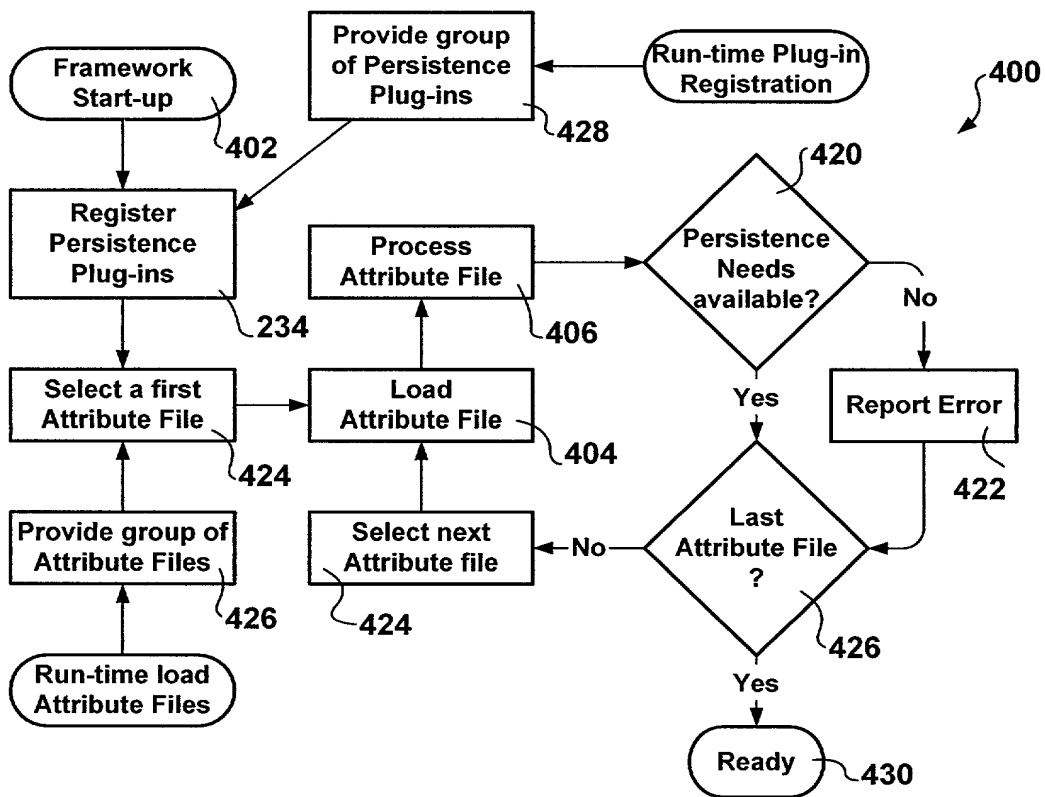 Framework
Start-up
402
Provide group
of Persistence
Plug-ins
428
Run-time Plug-in
Registration
400
Register
Persistence
Plug-ins
234
Process
Attribute File
406
420
Persistence
Needs
available?
No
Yes
Select a first
Attribute File
424
Load
Attribute File
404
Report Error
422
Provide group of
Attribute Files
426
Select next
Attribute file
424
No
Last
Attribute File
?
426
Run-time load
Attribute Files
Yes
Ready
430